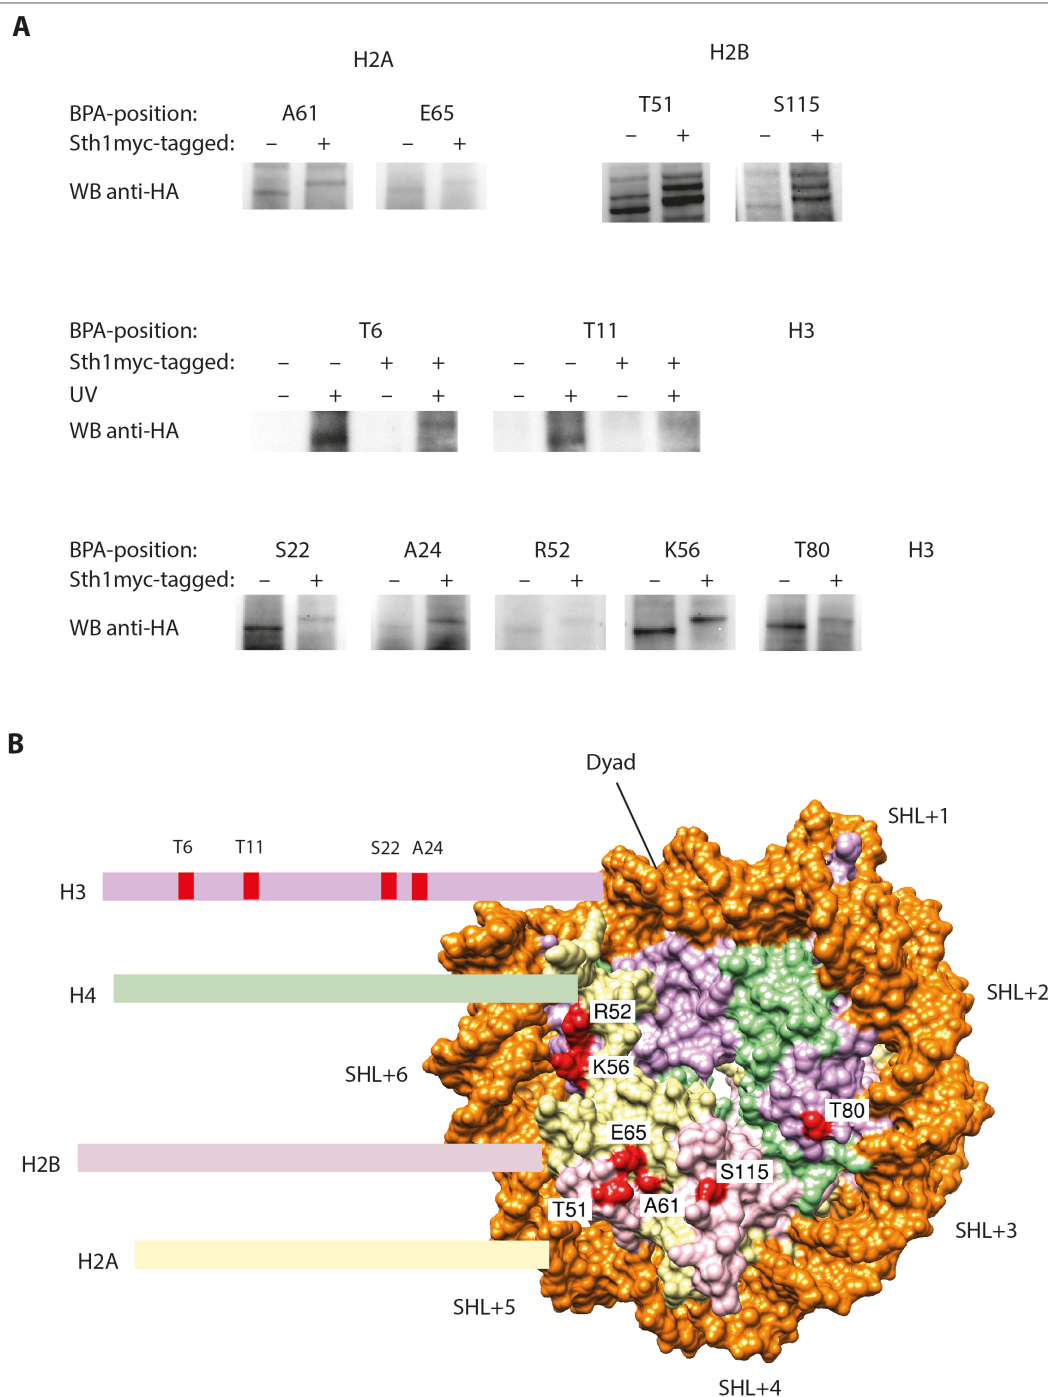 A
H2A H2B
BPA-position: A61 E65 T51 S115
Sth1myc-tagged: – + – + – + – +
WB anti-HA
BPA-position: T6 T11 H3
Sth1myc-tagged: – – + + – – + +
UV – + – + – + – +
WB anti-HA
BPA-position: S22 A24 R52 K56 T80 H3
Sth1myc-tagged: – + – + – + – + – +
WB anti-HA
B
Dyad
SHL+1
T6 T11 S22 A24
H3
H4
SHL+2
R52
K56
SHL+6
T80
E65
H2B
S115
T51 A61
SHL+3
H2A
SHL+5
SHL+4